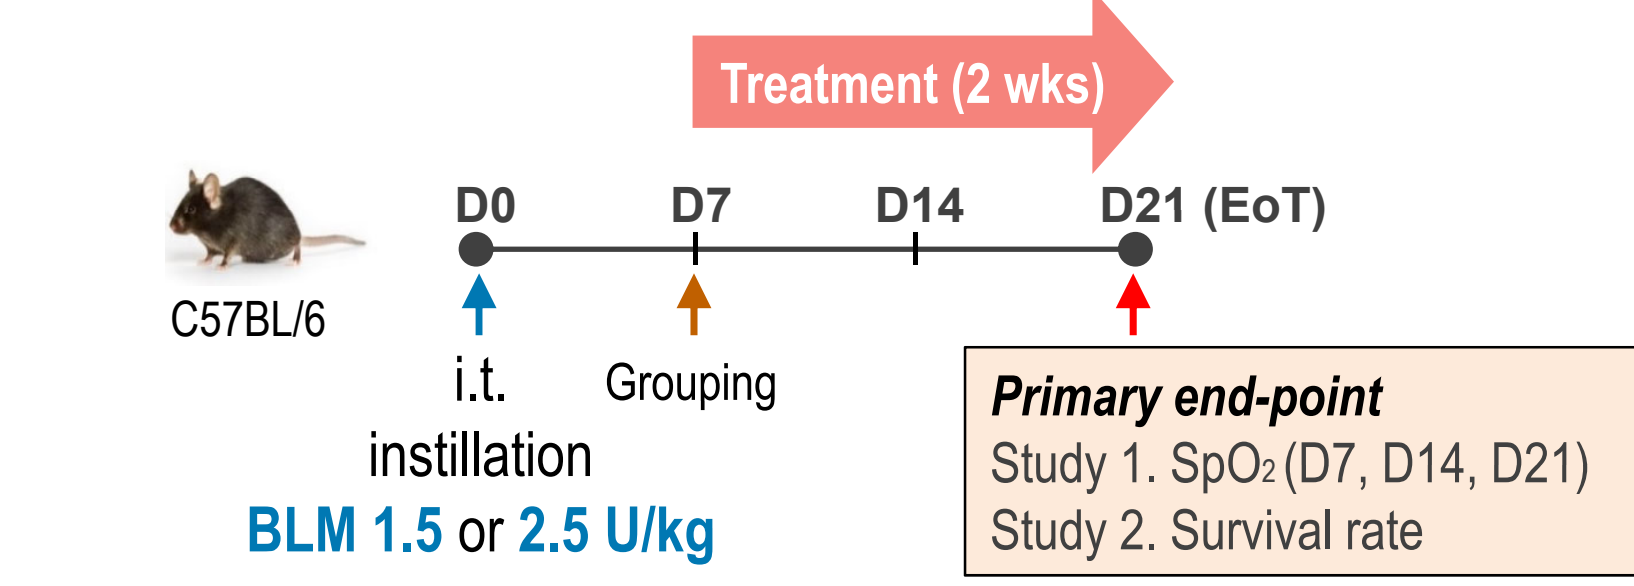 Treatment (2 wks)
D0 D7 D14 D21 (EoT)
C57BL/6
i.t.
instillation
BLM 1.5 or 2.5 U/kg
Grouping
Primary end-point
Study 1. SpO₂ (D7, D14, D21)
Study 2. Survival rate